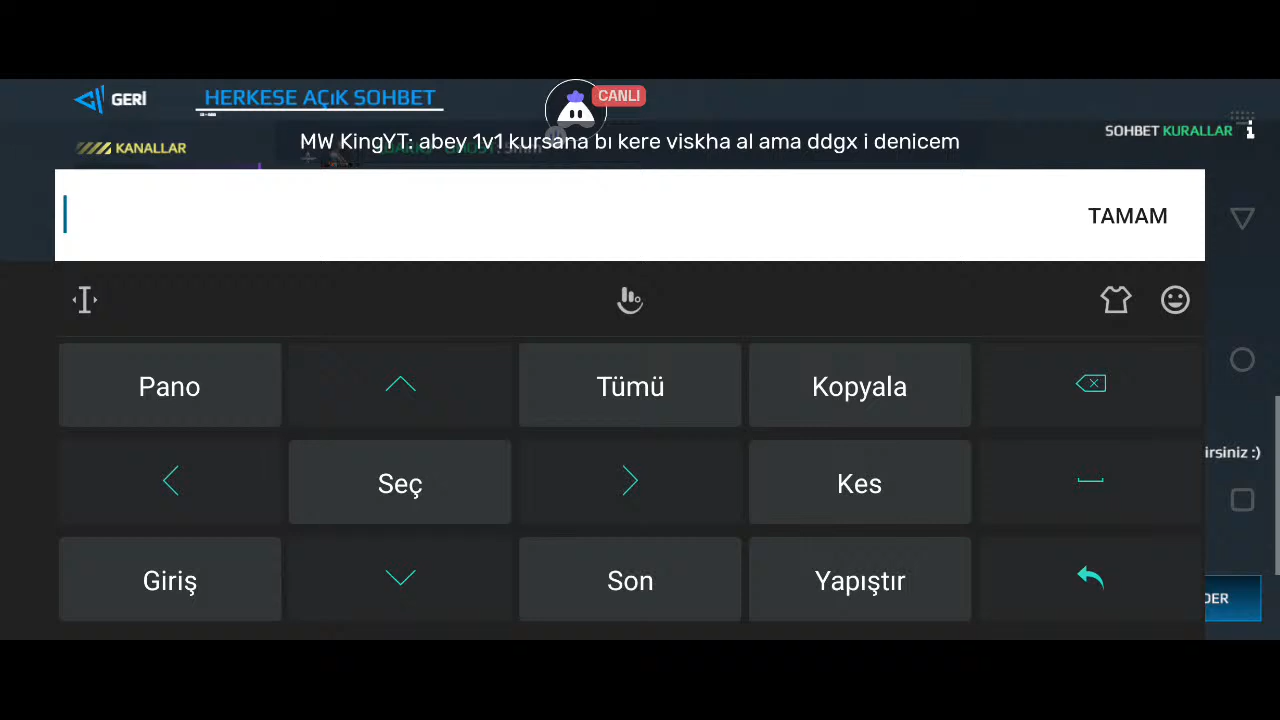 GERİ
HERKESE AÇıK SOHBET
CANLI
MW KingYT: abey 1v1 kursana bı kere viskha al ama ddgx i denicem
SOHBET KURALLAR
KANALLAR
TAMAM
Pano
Tümü
Kopyala
Seç
Kes
irsiniz :)
Giriş
Son
Yapıştır
DER